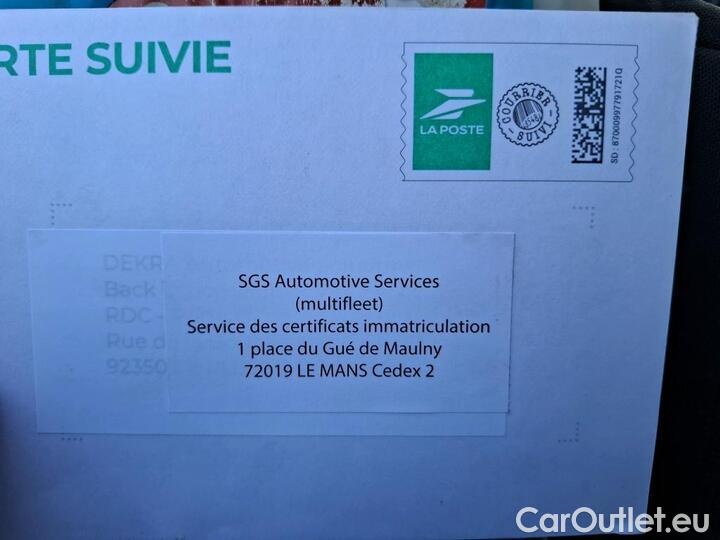 RTE SUIVIE
LA POSTE
COURRIER
SUIVI
SD : 87000997791721Q
DEKR
Back
RDC -
Rue d
92350
SGS Automotive Services
(multifleet)
Service des certificats immatriculation
1 place du Gué de Maulny
72019 LE MANS Cedex 2
CarOutlet.eu